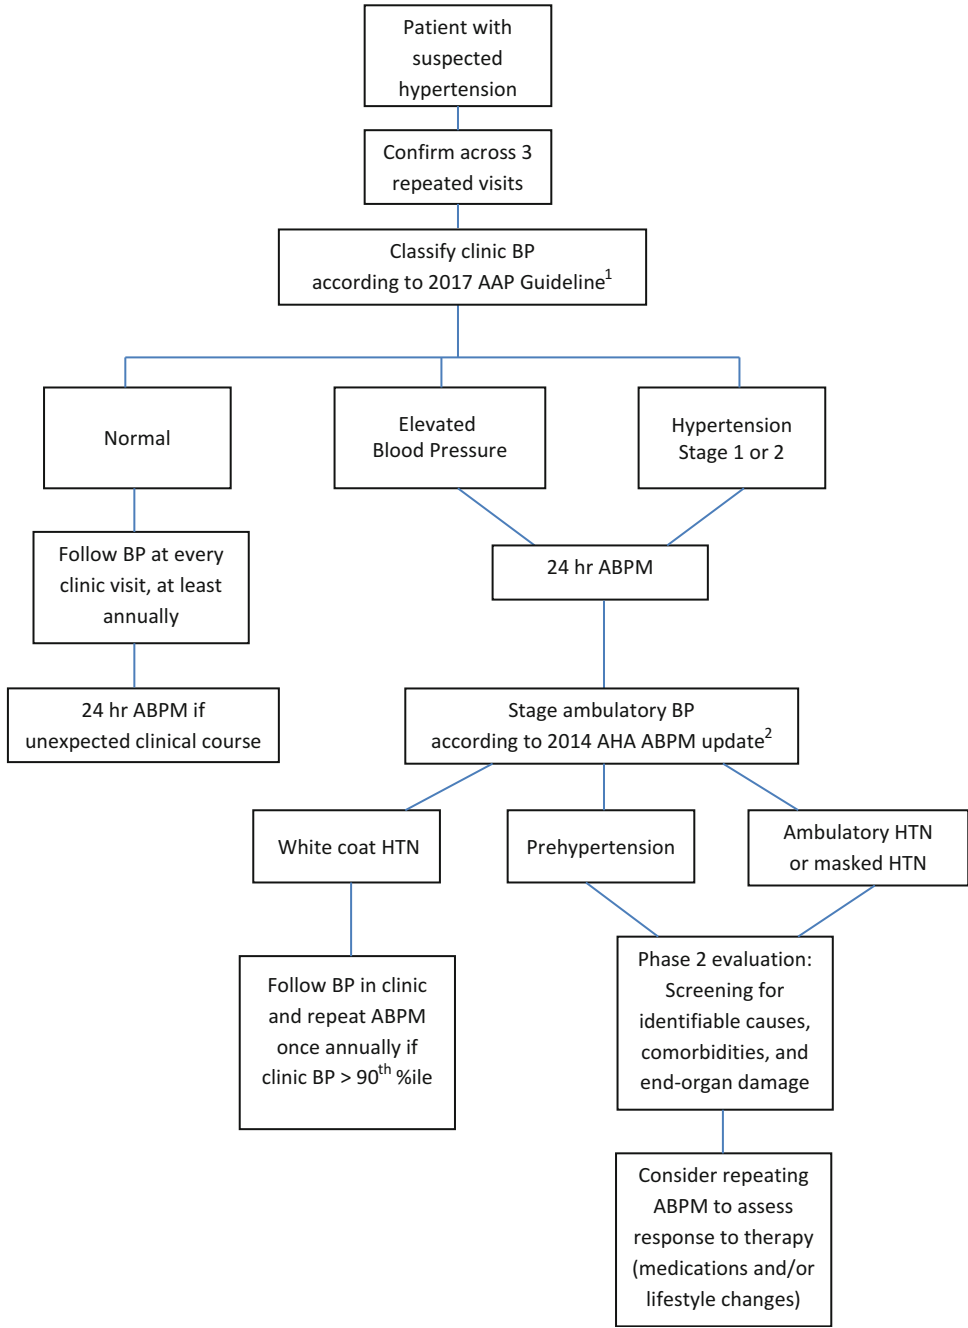 Patient with
suspected
hypertension
Confirm across 3
repeated visits
Classify clinic BP
according to 2017 AAP Guideline1
Normal
Elevated
Blood Pressure
Hypertension
Stage 1 or 2
Follow BP at every
clinic visit, at least
annually
24 hr ABPM
24 hr ABPM if
unexpected clinical course
Stage ambulatory BP
according to 2014 AHA ABPM update2
White coat HTN
Prehypertension
Ambulatory HTN
or masked HTN
Follow BP in clinic
and repeat ABPM
once annually if
clinic BP > 90th %ile
Phase 2 evaluation:
Screening for
identifiable causes,
comorbidities, and
end-organ damage
Consider repeating
ABPM to assess
response to therapy
(medications and/or
lifestyle changes)